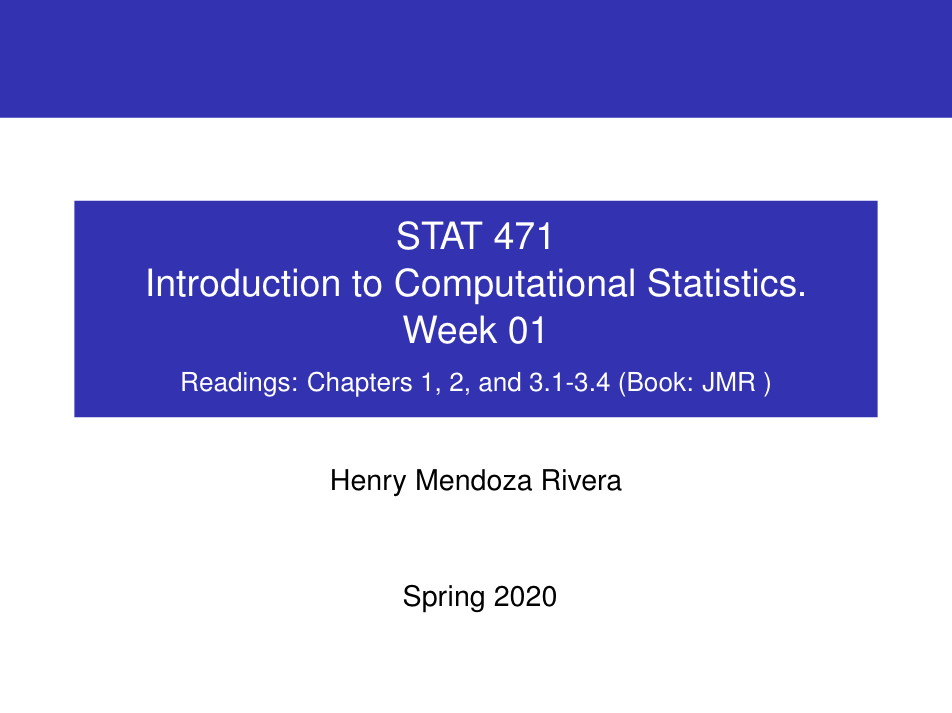 STAT 471
Introduction to Computational Statistics.
Week 01
Readings: Chapters 1, 2, and 3.1-3.4 (Book: JMR )
Henry Mendoza Rivera
Spring 2020